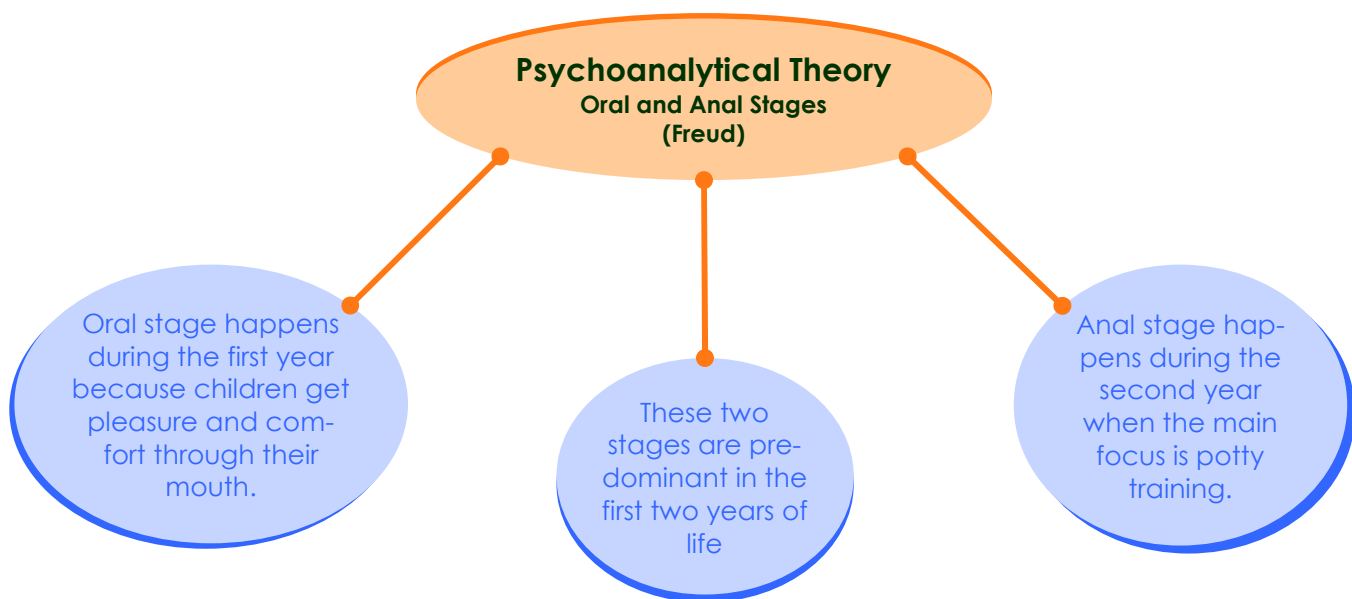 Psychoanalytical Theory
Oral and Anal Stages
(Freud)
Oral stage happens
during the first year
because children get
pleasure and com-
fort through their
mouth.
These two
stages are pre-
dominant in the
first two years of
life
Anal stage hap-
pens during the
second year
when the main
focus is potty
training.